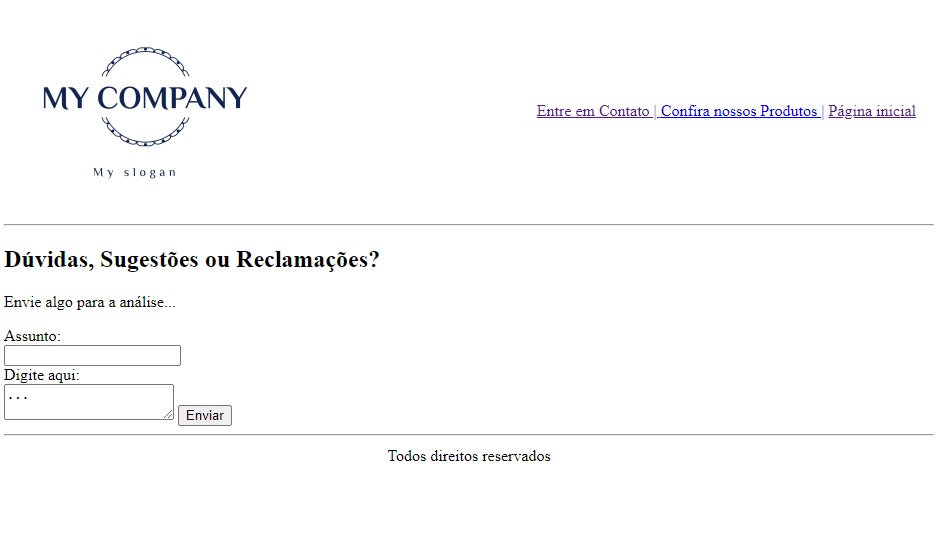 MY COMPANY
My slogan
Entre em Contato | Confira nossos Produtos | Página inicial
Dúvidas, Sugestões ou Reclamações?
Envie algo para a análise...
Assunto:
Digite aqui:
...
Enviar
Todos direitos reservados